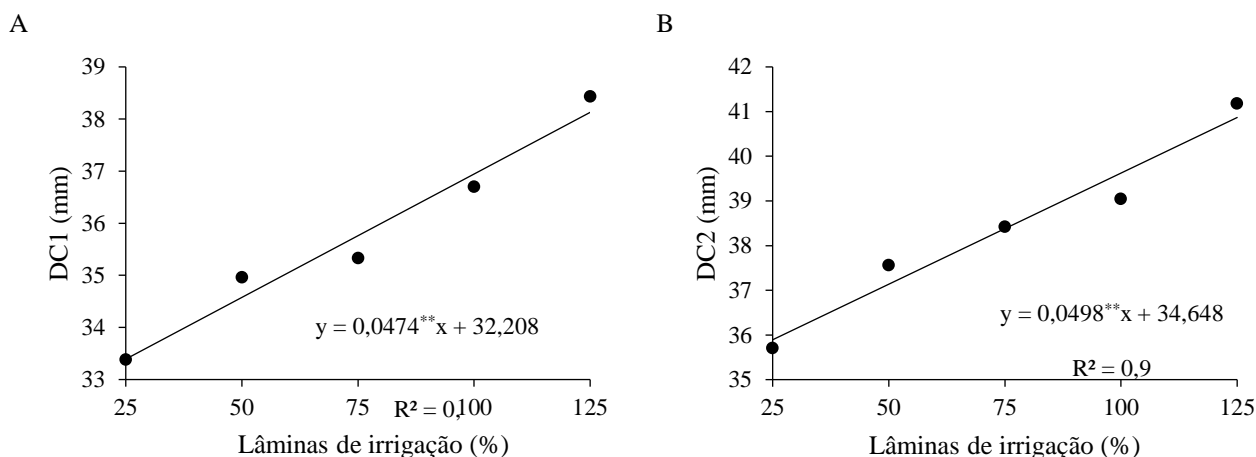 A
DC1 (mm)
39
38
37
36
35
34
33
y = 0,0474**x + 32,208
R² = 0,
25 50 75 100 125
Lâminas de irrigação (%)
B
DC2 (mm)
42
41
40
39
38
37
36
35
y = 0,0498**x + 34,648
R² = 0,9
25 50 75 100 125
Lâminas de irrigação (%)